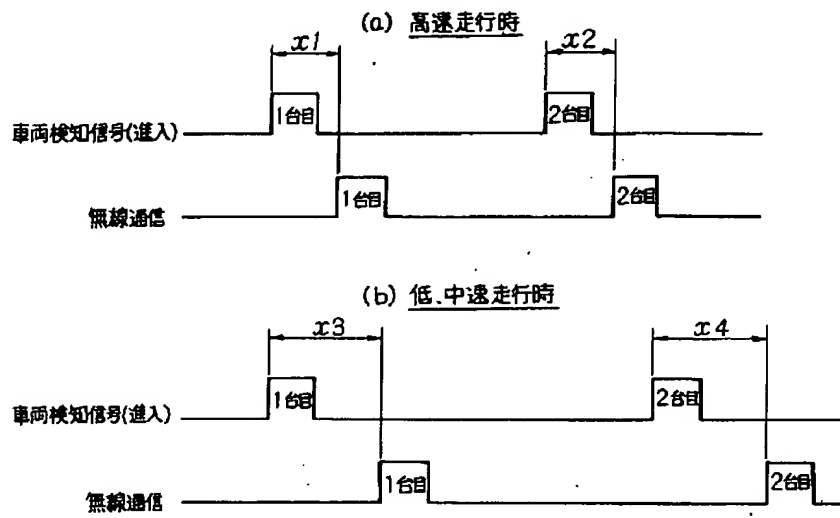 (a) 高速走行時
x1
x2
1台目
2台目
車両検知信号(進入)
1台目
2台目
無線通信
(b) 低、中速走行時
x3
x4
1台目
2台目
車両検知信号(進入)
1台目
2台目
無線通信